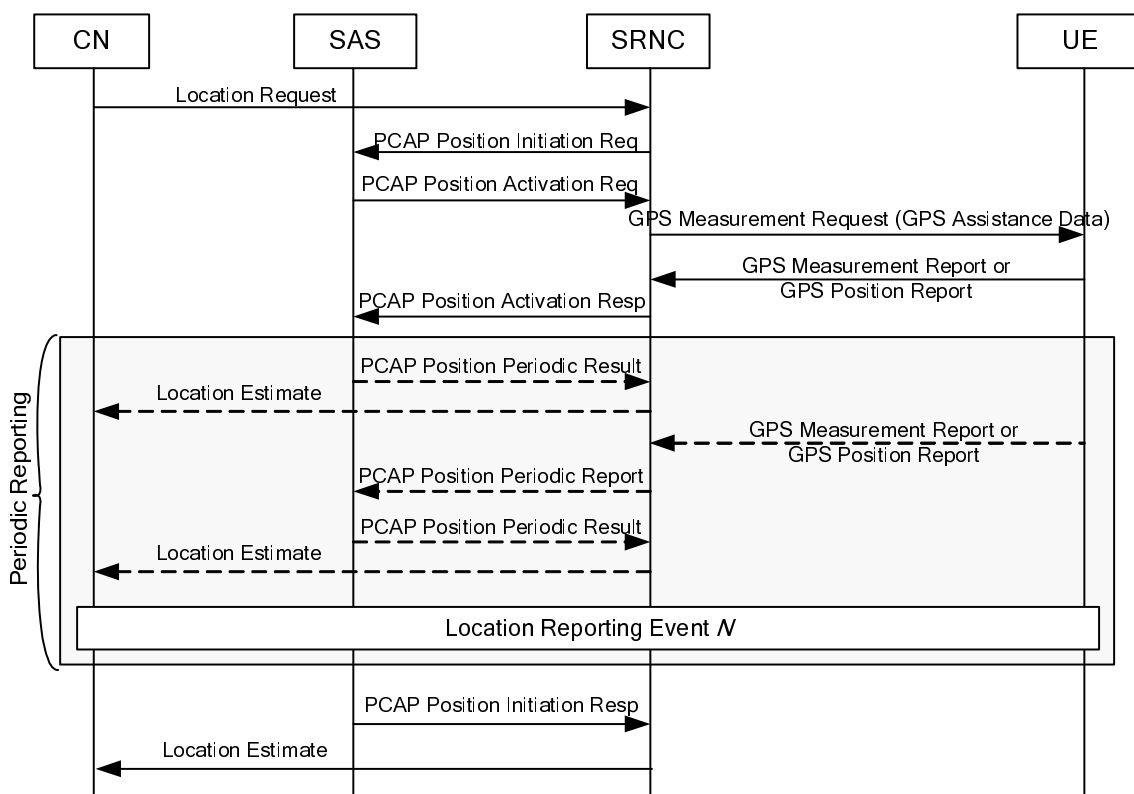 CN
SAS
SRNC
UE
Location Request
PCAP Position Initiation Req
PCAP Position Activation Req
GPS Measurement Request (GPS Assistance Data)
GPS Measurement Report or
GPS Position Report
PCAP Position Activation Resp
Periodic Reporting
PCAP Position Periodic Result
Location Estimate
GPS Measurement Report or
GPS Position Report
PCAP Position Periodic Report
PCAP Position Periodic Result
Location Estimate
Location Reporting Event N
PCAP Position Initiation Resp
Location Estimate